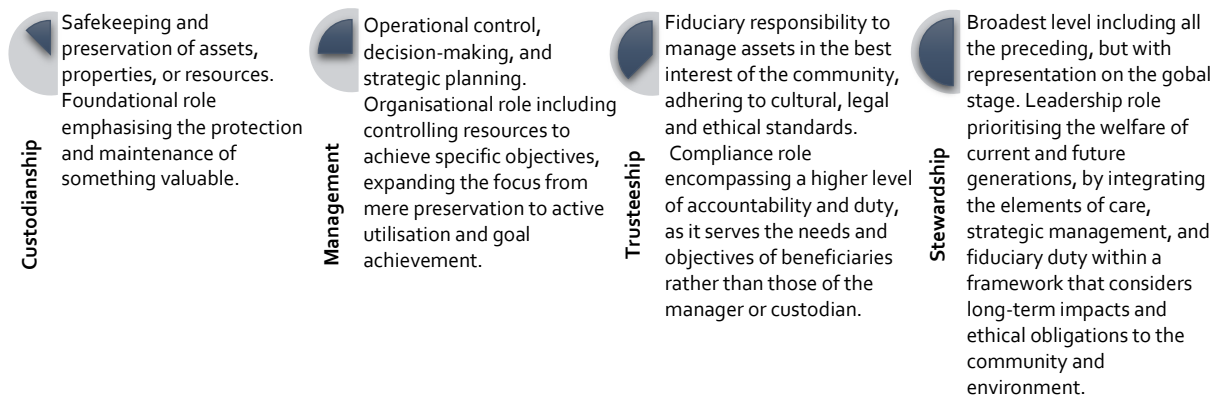 Custodianship
Safekeeping and
preservation of assets,
properties, or resources.
Foundational role
emphasising the protection
and maintenance of
something valuable.
Management
Operational control,
decision-making, and
strategic planning.
Organisational role including
controlling resources to
achieve specific objectives,
expanding the focus from
mere preservation to active
utilisation and goal
achievement.
Trusteeship
Fiduciary responsibility to
manage assets in the best
interest of the community,
adhering to cultural, legal
and ethical standards.
Compliance role
encompassing a higher level
of accountability and duty,
as it serves the needs and
objectives of beneficiaries
rather than those of the
manager or custodian.
Stewardship
Broadest level including all
the preceding, but with
representation on the gobal
stage. Leadership role
prioritising the welfare of
current and future
generations, by integrating
the elements of care,
strategic management, and
fiduciary duty within a
framework that considers
long-term impacts and
ethical obligations to the
community and
environment.